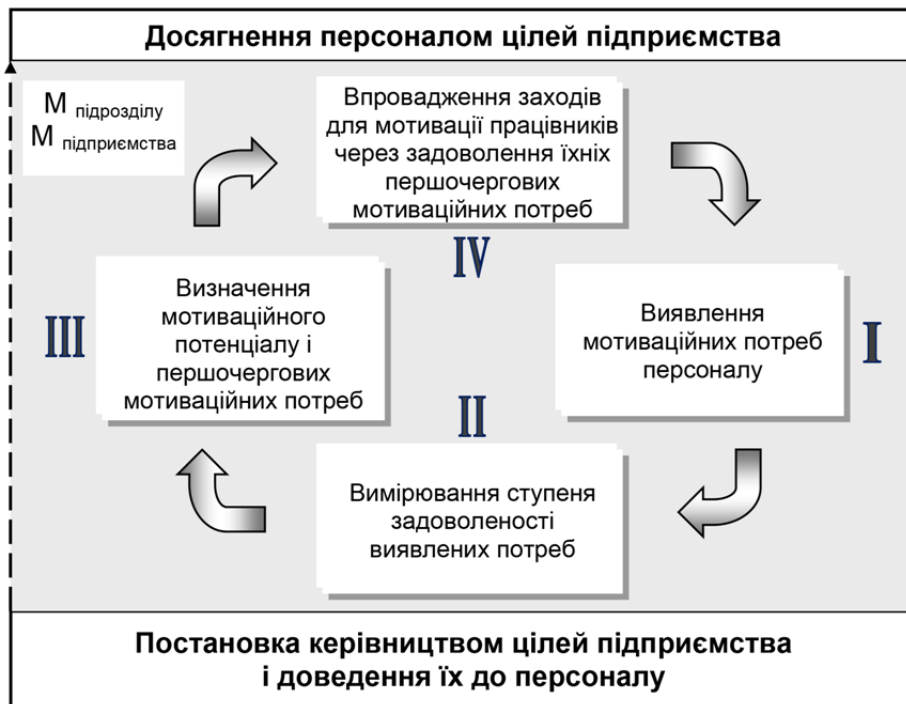 Досягнення персоналом цілей підприємства
М підрозділу
М підприємства
Впровадження заходів
для мотивації працівників
через задоволення їхніх
першочергових
мотиваційних потреб
IV
Визначення
мотиваційного
потенціалу і
першочергових
мотиваційних потреб
III
Виявлення
мотиваційних потреб
персоналу
I
II
Вимірювання ступеня
задоволеності
виявлених потреб
Постановка керівництвом цілей підприємства
і доведення їх до персоналу